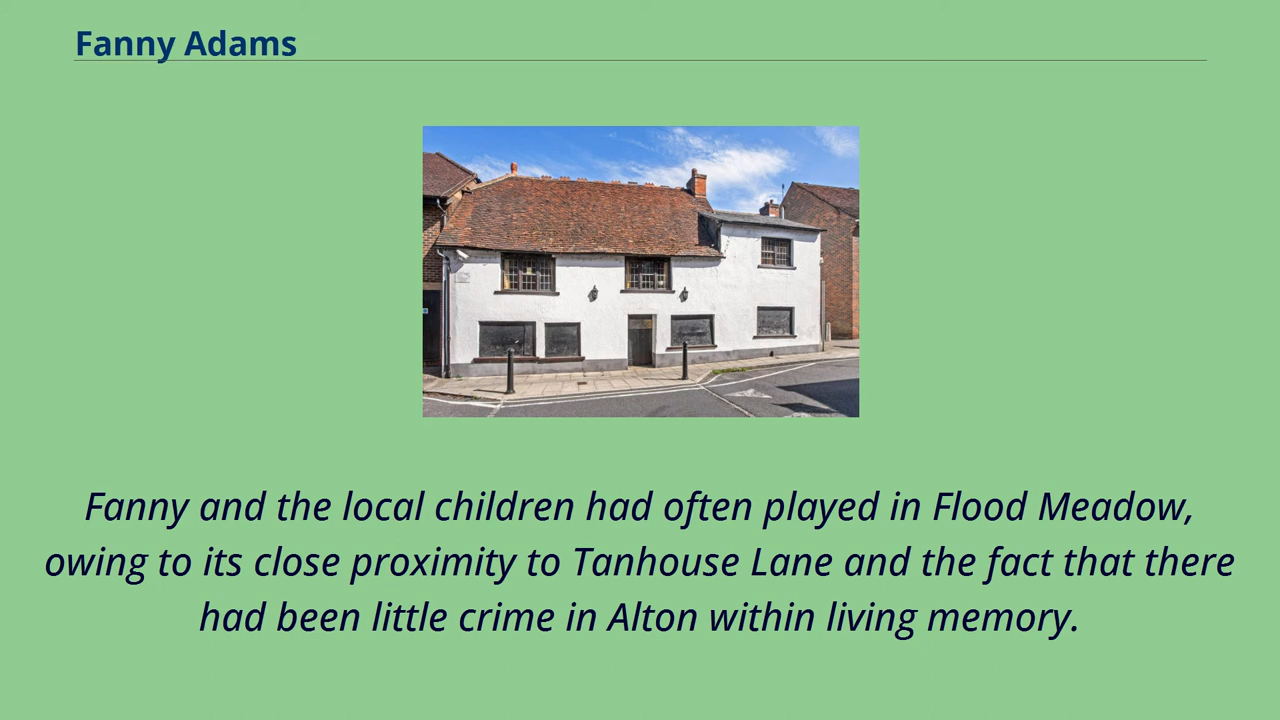 Fanny Adams
Fanny and the local children had often played in Flood Meadow,
owing to its close proximity to Tanhouse Lane and the fact that there
had been little crime in Alton within living memory.